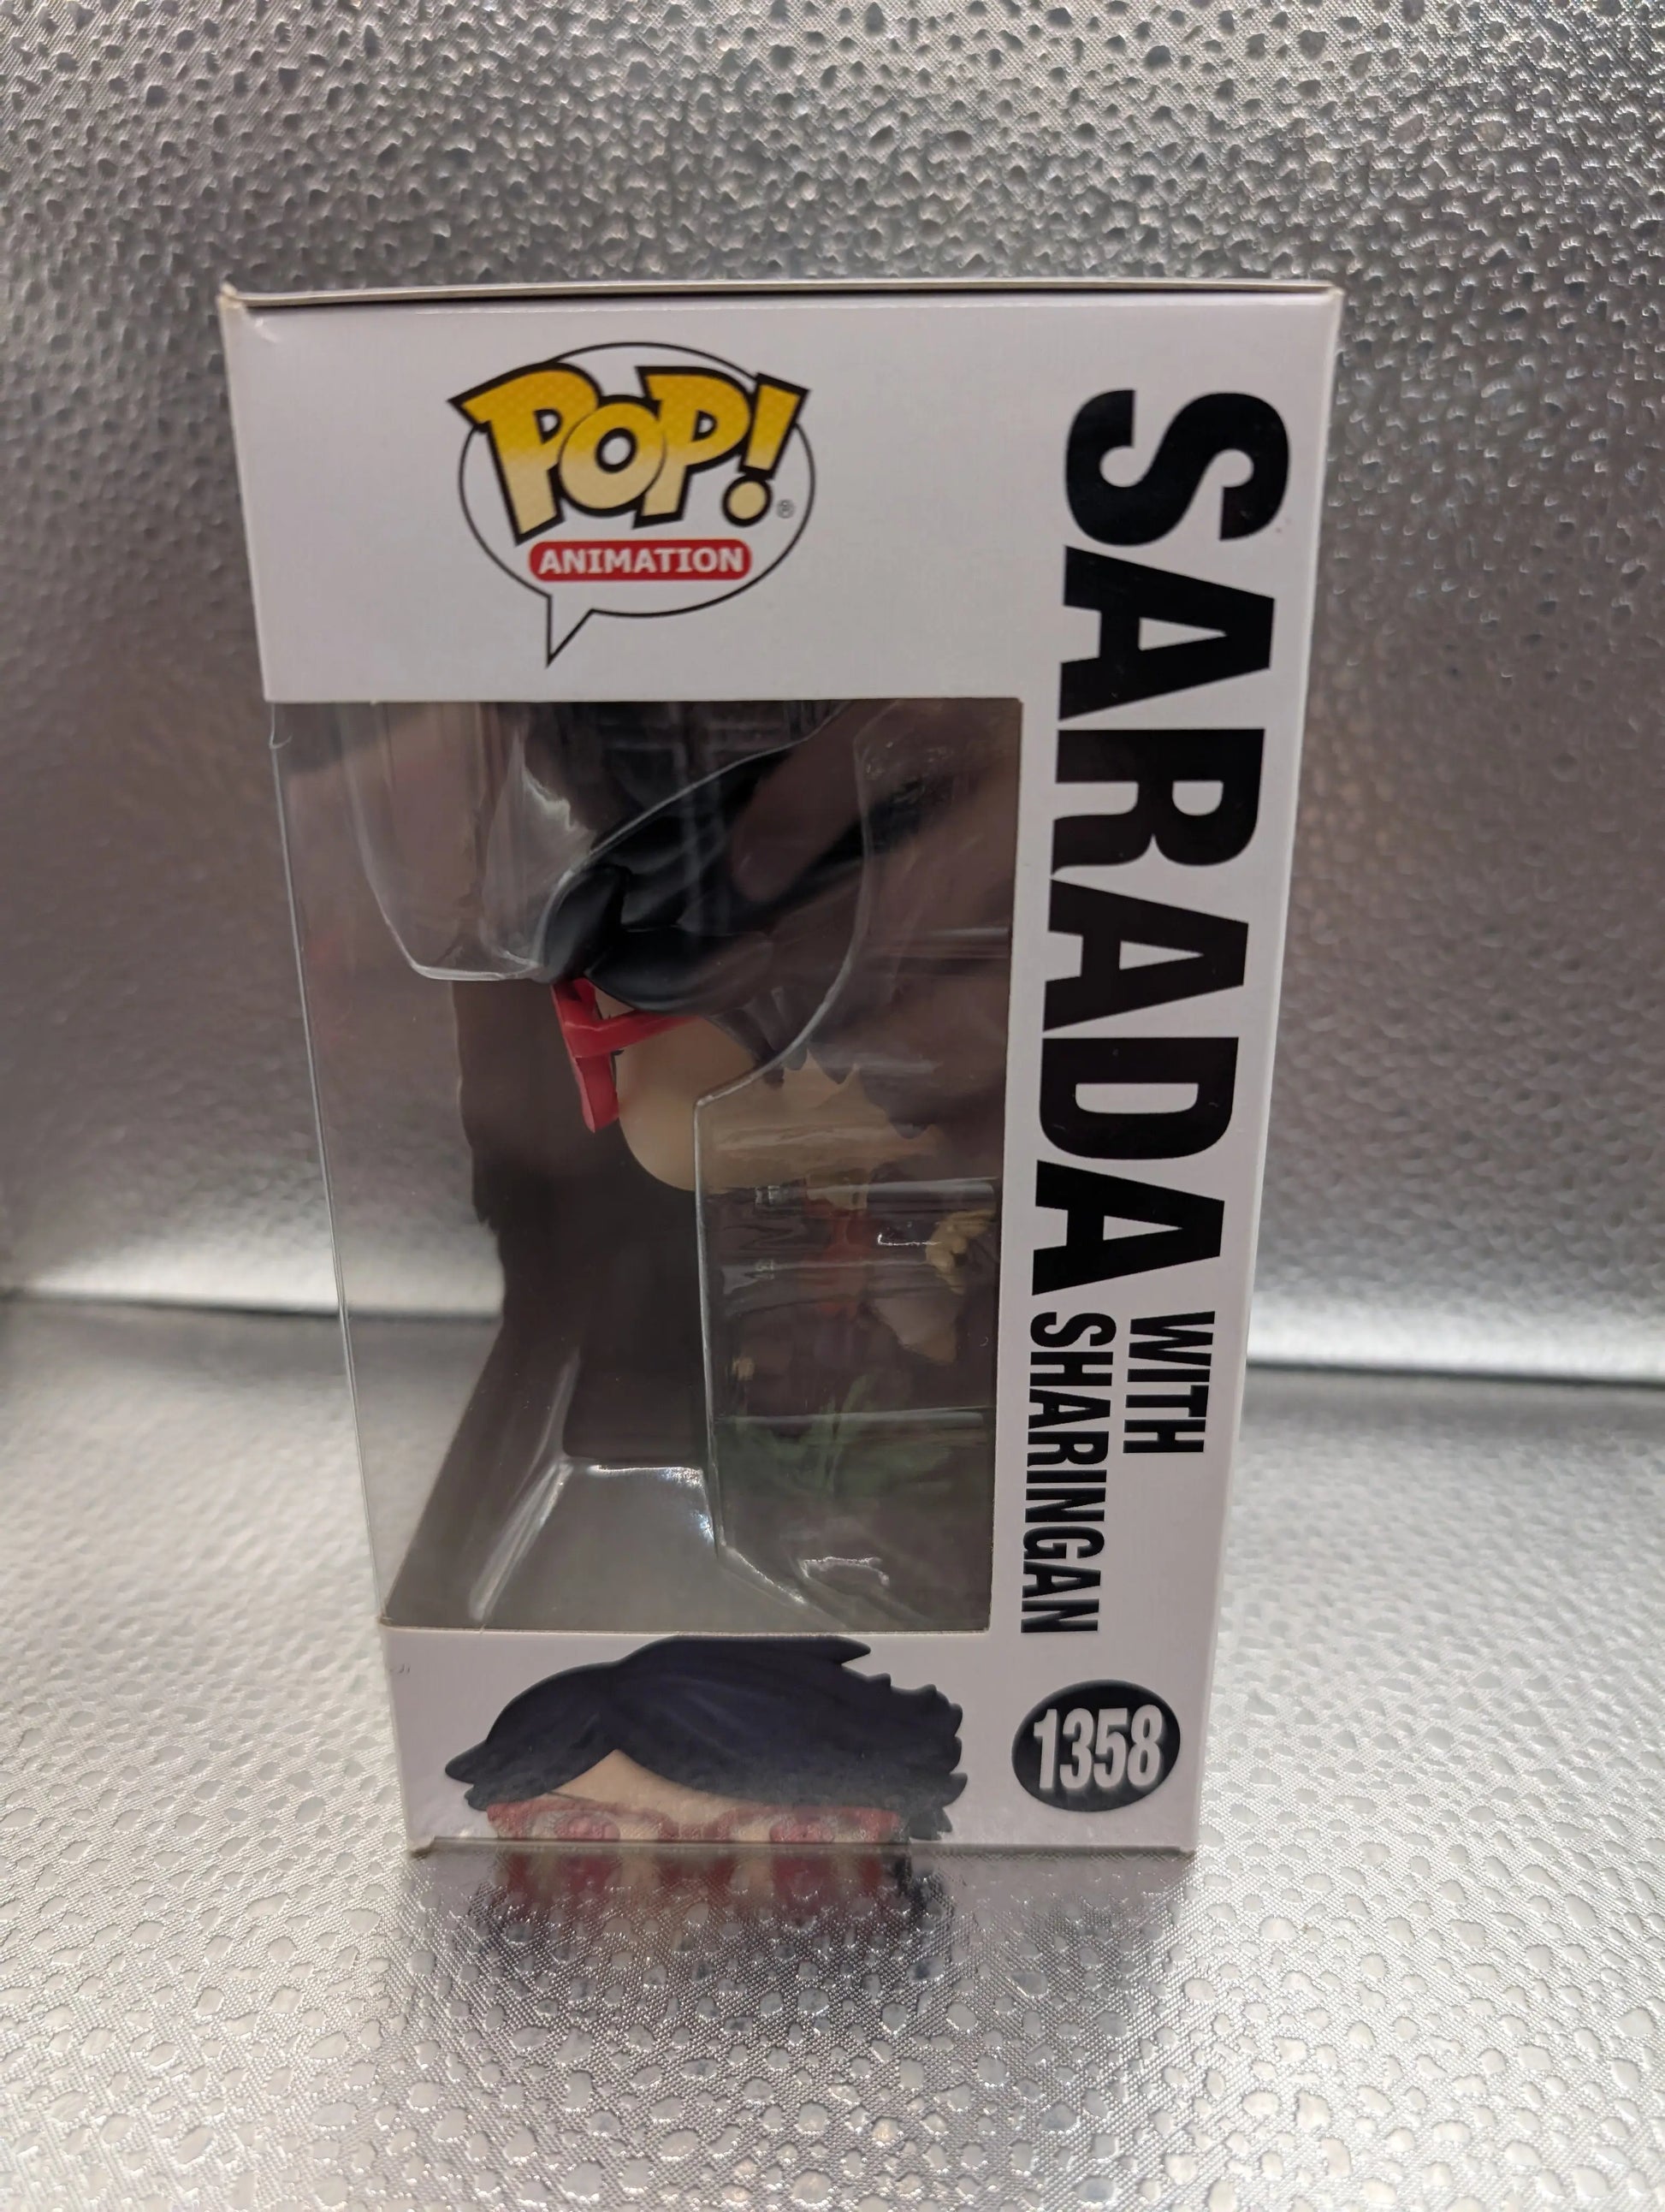 POP!
®
ANIMATION
SARADA
WITH
SHARINGAN
1358